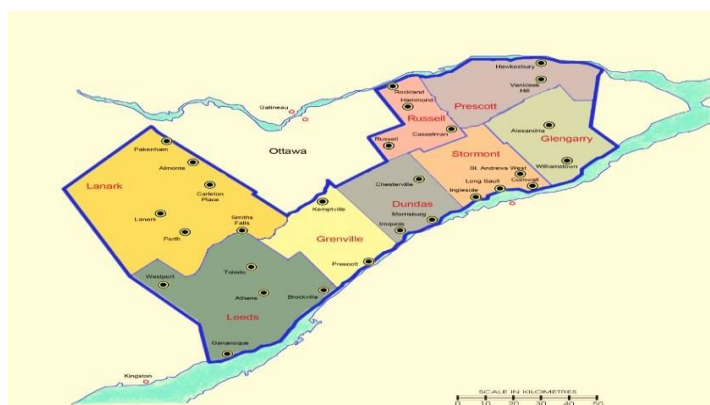 Hawkesbury
Vankleek
Hill
Rockland
Hammond
Prescott
Gatineau
Russell
Casselman
Russell
Alexandria
Glengarry
Ottawa
Stormont
Pakenham
Almonte
St. Andrews West
Williamstown
Lanark
Carleton
Place
Chesterville
Long Sault
Cornwall
Ingleside
Dundas
Kemptville
Lanark
Morrisburg
Perth
Smiths
Falls
Iroquois
Grenville
Prescott
Westport
Toledo
Athens
Brockville
Leeds
Gananoque
Kingston
SCALE IN KILOMETRES
0 10 20 30 40 50